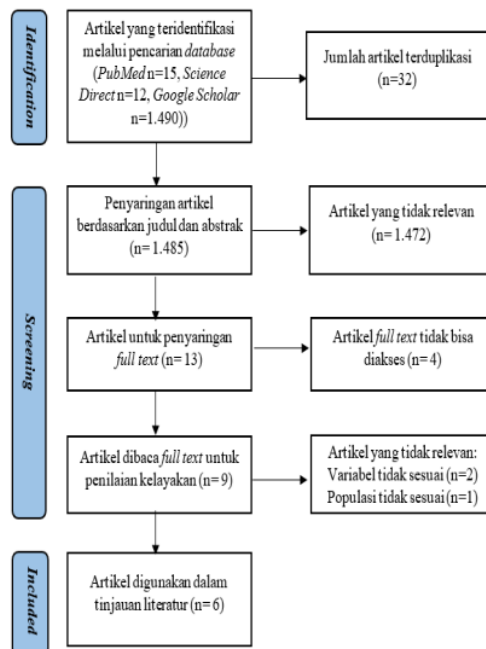 Identification
Artikel yang teridentifikasi
melalui pencarian database
(PubMed n=15, Science
Direct n=12, Google Scholar
n=1.490))
Jumlah artikel terduplikasi
(n=32)
Screening
Penyaringan artikel
berdasarkan judul dan abstrak
(n=1.485)
Artikel yang tidak relevan
(n=1.472)
Artikel untuk penyaringan
full text (n=13)
Artikel full text tidak bisa
diakses (n=4)
Artikel dibaca full text untuk
penilaian kelayakan (n=9)
Artikel yang tidak relevan:
Variabel tidak sesuai (n=2)
Populasi tidak sesuai (n=1)
Included
Artikel digunakan dalam
tinjauan literatur (n=6)